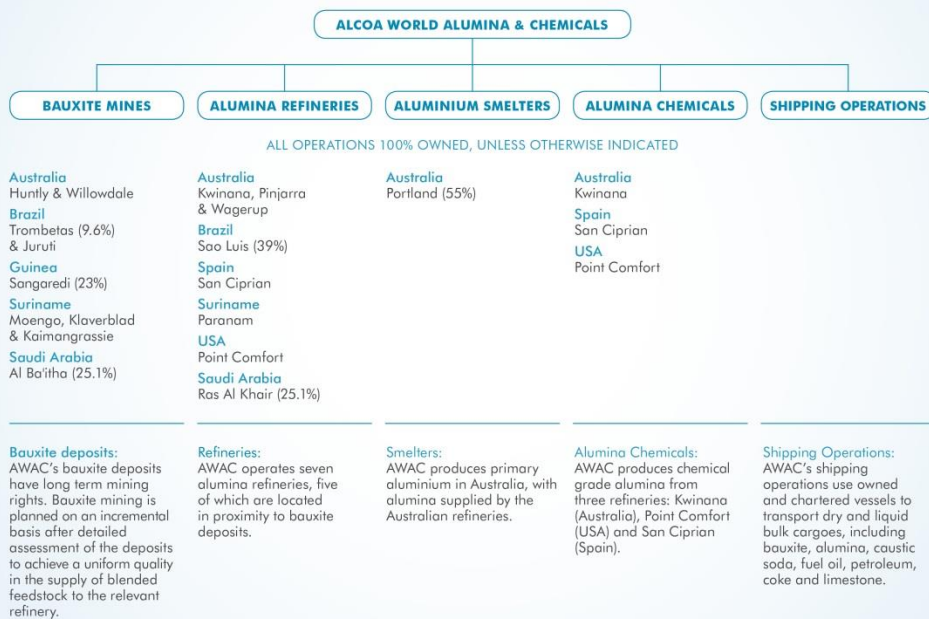 ALCOA WORLD ALUMINA & CHEMICALS
BAUXITE MINES
ALUMINA REFINERIES
ALUMINIUM SMELTERS
ALUMINA CHEMICALS
SHIPPING OPERATIONS
ALL OPERATIONS 100% OWNED, UNLESS OTHERWISE INDICATED
Australia
Huntly & Willowdale
Brazil
Trombetas (9.6%)
& Juruti
Guinea
Sangaredi (23%)
Suriname
Moengo, Klaverblad
& Kaimangrassie
Saudi Arabia
Al Ba'itha (25.1%)
Australia
Kwinana, Pinjarra
& Wagerup
Brazil
Sao Luis (39%)
Spain
San Ciprian
Suriname
Paranam
USA
Point Comfort
Saudi Arabia
Ras Al Khair (25.1%)
Australia
Portland (55%)
Australia
Kwinana
Spain
San Ciprian
USA
Point Comfort
Bauxite deposits:
AWAC's bauxite deposits
have long term mining
rights. Bauxite mining is
planned on an incremental
basis after detailed
assessment of the deposits
to achieve a uniform quality
in the supply of blended
feedstock to the relevant
refinery.
Refineries:
AWAC operates seven
alumina refineries, five
of which are located
in proximity to bauxite
deposits.
Smelters:
AWAC produces primary
aluminium in Australia, with
alumina supplied by the
Australian refineries.
Alumina Chemicals:
AWAC produces chemical
grade alumina from
three refineries: Kwinana
(Australia), Point Comfort
(USA) and San Ciprian
(Spain).
Shipping Operations:
AWAC's shipping
operations use owned
and chartered vessels to
transport dry and liquid
bulk cargoes, including
bauxite, alumina, caustic
soda, fuel oil, petroleum,
coke and limestone.